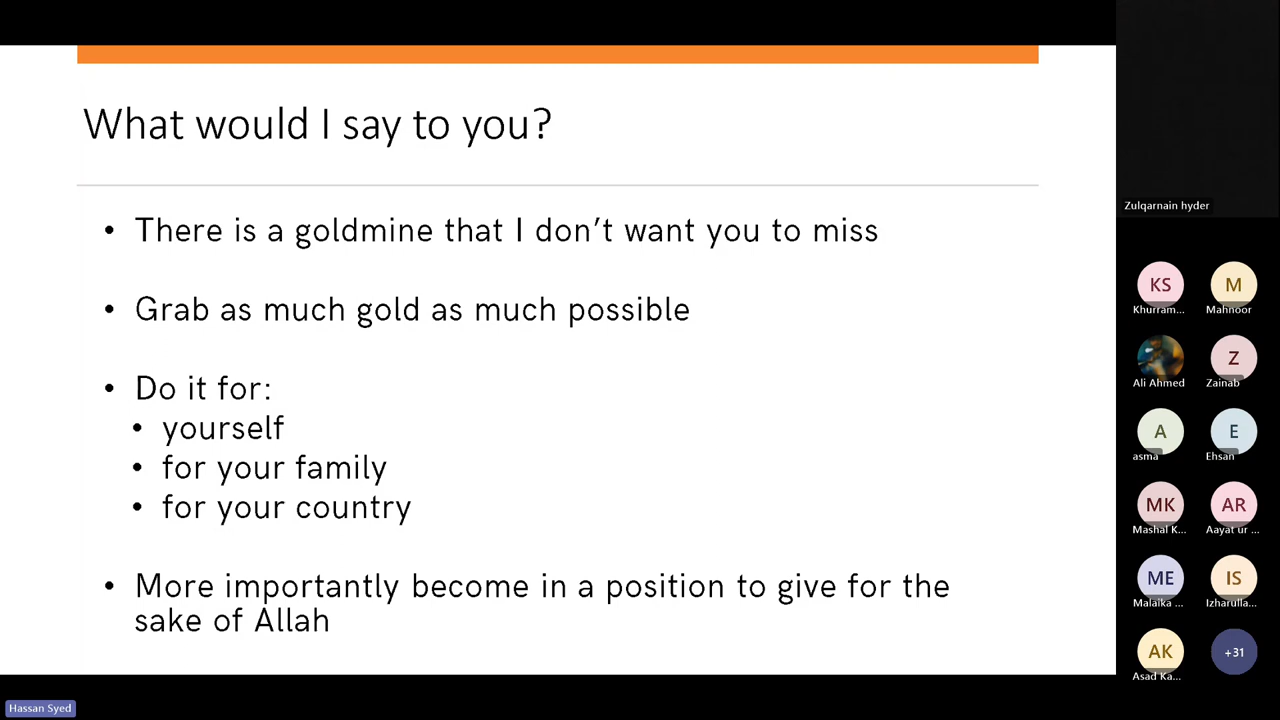 What would I say to you?
• There is a goldmine that I don’t want you to miss
• Grab as much gold as much possible
• Do it for:
• yourself
• for your family
• for your country
• More importantly become in a position to give for the
sake of Allah
Zulqarnain hyder
KS
Khurram...
M
Mahnoor
Ali Ahmed
Z
Zainab
A
asma
E
Ehsan
MK
Mashal K...
AR
Aayat ur ...
ME
Malaika ...
IS
Izharulla...
AK
Asad Ka...
+31
Hassan Syed